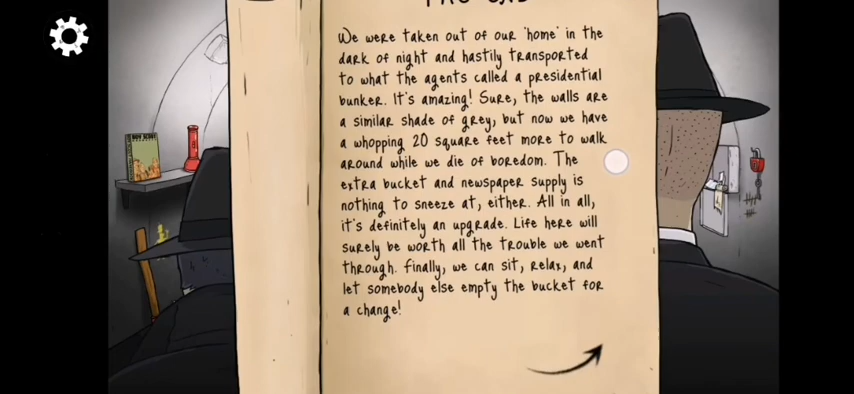 THE END
We were taken out of our 'home' in the
dark of night and hastily transported
to what the agents called a presidential
bunker. It's amazing! Sure, the walls are
a similar shade of grey, but now we have
a whopping 20 square feet more to walk
around while we die of boredom. The
extra bucket and newspaper supply is
nothing to sneeze at, either. All in all,
it's definitely an upgrade. Life here will
surely be worth all the trouble we went
through. Finally, we can sit, relax, and
let somebody else empty the bucket for
a change!